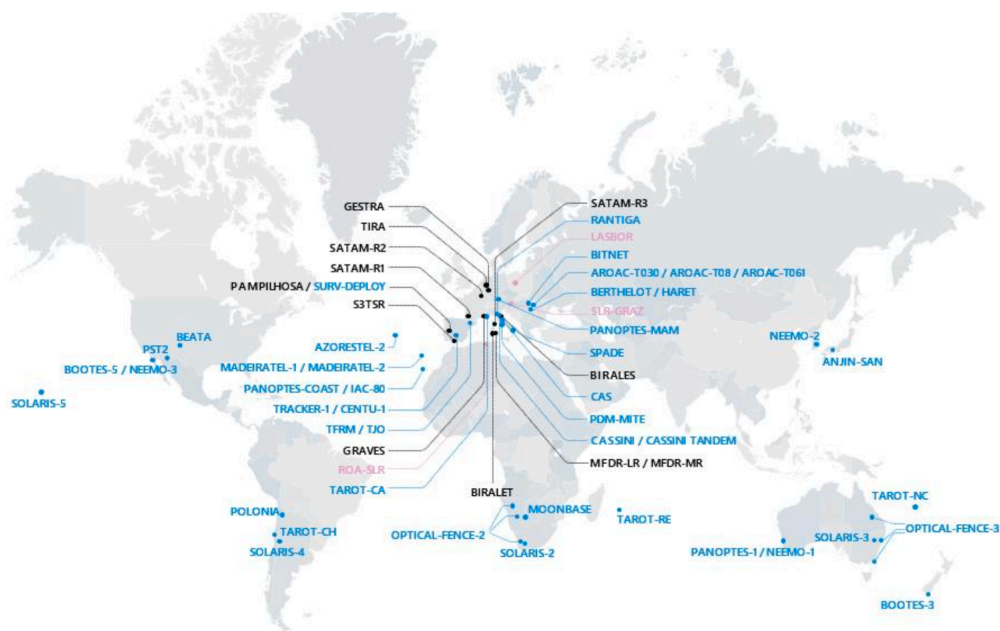 GESTRA
TIRA
SATAM-R2
SATAM-R1
PAMPILHOSA / SURV-DEPLOY
S3TSR
AZORESTEL-2
MADEIRATEL-1 / MADEIRATEL-2
PANOPTES-COAST / IAC-80
TRACKER-1 / CENTU-1
TFRM / TJO
GRAVES
ROA-SLR
TAROT-CA
BIRALET
SATAM-R3
RANTIGA
LASBOR
BITNET
AROAC-T030 / AROAC-T08 / AROAC-T061
BERTHELOT / HARET
SLR-GRAZ
PANOPTES-MAM
SPADE
BIRALES
CAS
PDM-MITE
CASSINI / CASSINI TANDEM
MFDR-LR / MFDR-MR
BEATA
PST2
BOOTES-5 / NEEMO-3
SOLARIS-5
NEEMO-2
ANJIN-SAN
POLONIA
TAROT-CH
SOLARIS-4
MOONBASE
OPTICAL-FENCE-2
SOLARIS-2
TAROT-RE
TAROT-NC
OPTICAL-FENCE-3
SOLARIS-3
PANOPTES-1 / NEEMO-1
BOOTES-3